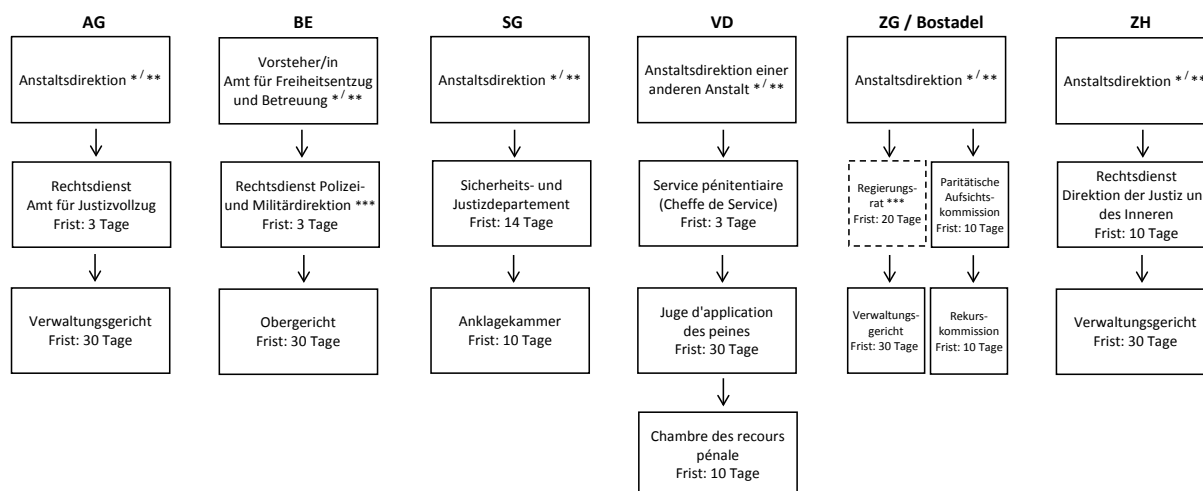 AG
Anstaltsdirektion */**
Rechtsdienst
Amt für Justizvollzug
Frist: 3 Tage
Verwaltungsgericht
Frist: 30 Tage
BE
Vorsteher/in
Amt für Freiheitsentzug
und Betreuung */**
Rechtsdienst Polizei-
und Militärdirektion ***
Frist: 3 Tage
Obergericht
Frist: 30 Tage
SG
Anstaltsdirektion */**
Sicherheits- und
Justizdepartement
Frist: 14 Tage
Anklagekammer
Frist: 10 Tage
VD
Anstaltsdirektion einer
anderen Anstalt */**
Service pénitentiaire
(Cheffe de Service)
Frist: 3 Tage
Juge d'application
des peines
Frist: 30 Tage
Chambre des recours
pénale
Frist: 10 Tage
ZG / Bostadel
Anstaltsdirektion */**
Regierungs-
rat ***
Frist: 20 Tage
Verwaltungs-
gericht
Frist: 30 Tage
Paritätische
Aufsichts-
kommission
Frist: 10 Tage
Rekurs-
kommission
Frist: 10 Tage
ZH
Anstaltsdirektion */**
Rechtsdienst
Direktion der Justiz un
des Inneren
Frist: 10 Tage
Verwaltungsgericht
Frist: 30 Tage